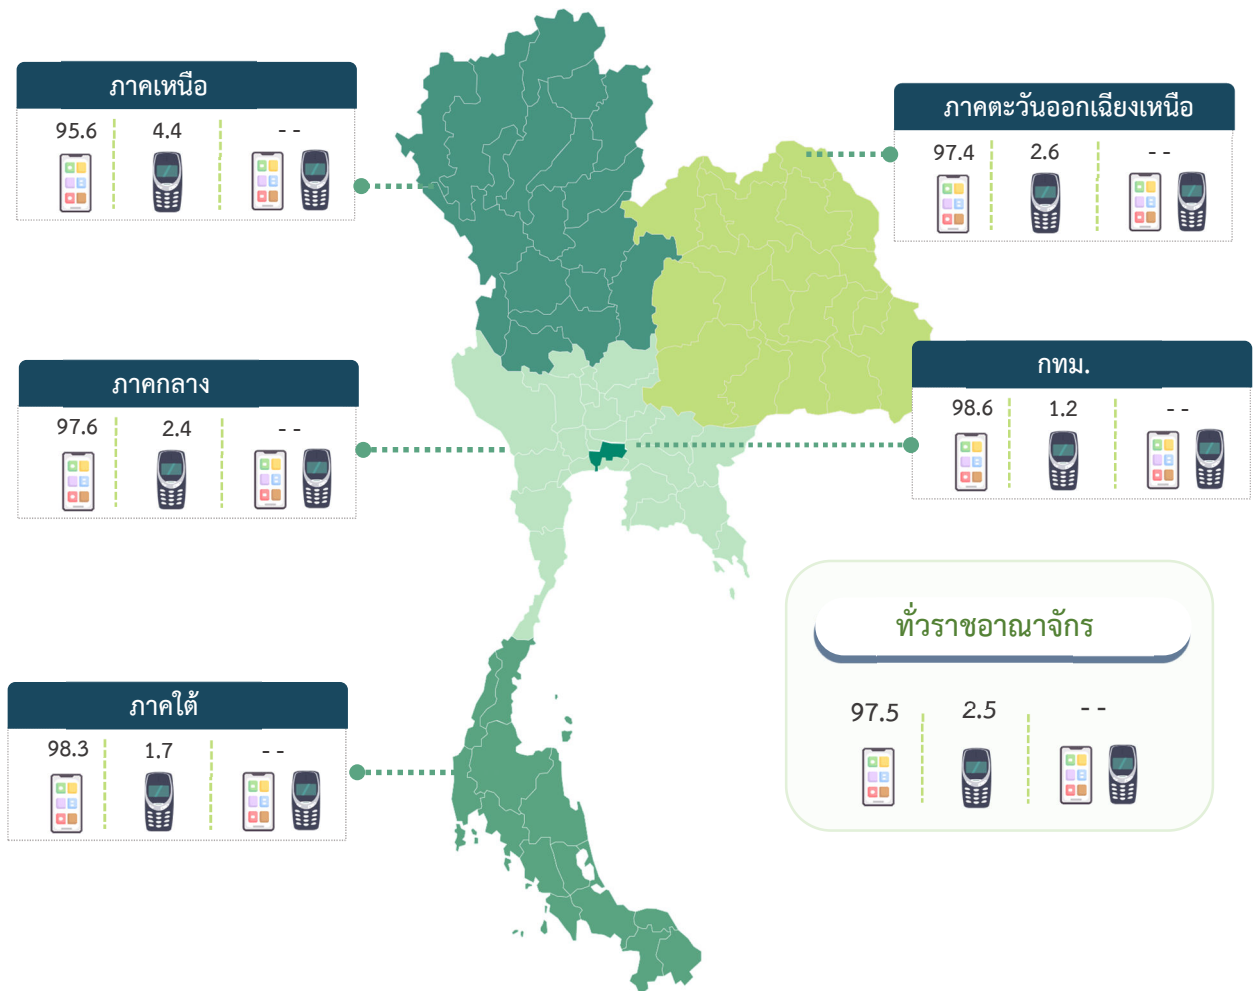 ภาคเหนือ
95.6 4.4 - -
ภาคตะวันออกเฉียงเหนือ
97.4 2.6 - -
ภาคกลาง
97.6 2.4 - -
กทม.
98.6 1.2 - -
ทั่วราชอาณาจักร
97.5 2.5 - -
ภาคใต้
98.3 1.7 - -